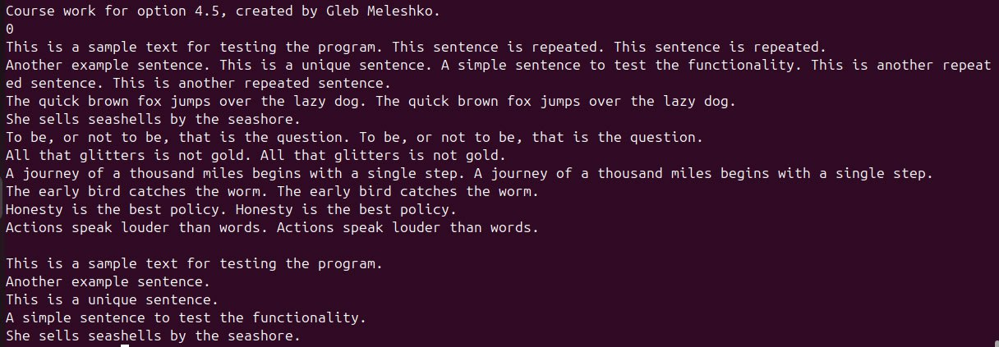 Course work for option 4.5, created by Gleb Meleshko.
0
This is a sample text for testing the program. This sentence is repeated. This sentence is repeated.
Another example sentence. This is a unique sentence. A simple sentence to test the functionality. This is another repeat
ed sentence. This is another repeated sentence.
The quick brown fox jumps over the lazy dog. The quick brown fox jumps over the lazy dog.
She sells seashells by the seashore.
To be, or not to be, that is the question. To be, or not to be, that is the question.
All that glitters is not gold. All that glitters is not gold.
A journey of a thousand miles begins with a single step. A journey of a thousand miles begins with a single step.
The early bird catches the worm. The early bird catches the worm.
Honesty is the best policy. Honesty is the best policy.
Actions speak louder than words. Actions speak louder than words.

This is a sample text for testing the program.
Another example sentence.
This is a unique sentence.
A simple sentence to test the functionality.
She sells seashells by the seashore.